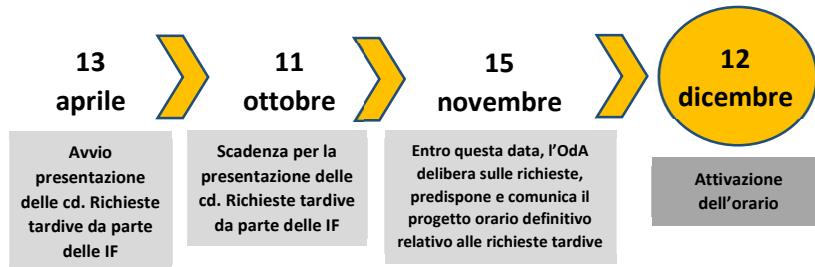 13
aprile
11
ottobre
15
novembre
12
dicembre
Avvio
presentazione
delle cd. Richieste
tardive da parte
delle IF
Scadenza per la
presentazione delle
cd. Richieste tardive
da parte delle IF
Entro questa data, l'OdA
delibera sulle richieste,
predispone e comunica il
progetto orario definitivo
relativo alle richieste tardive
Attivazione
dell'orario